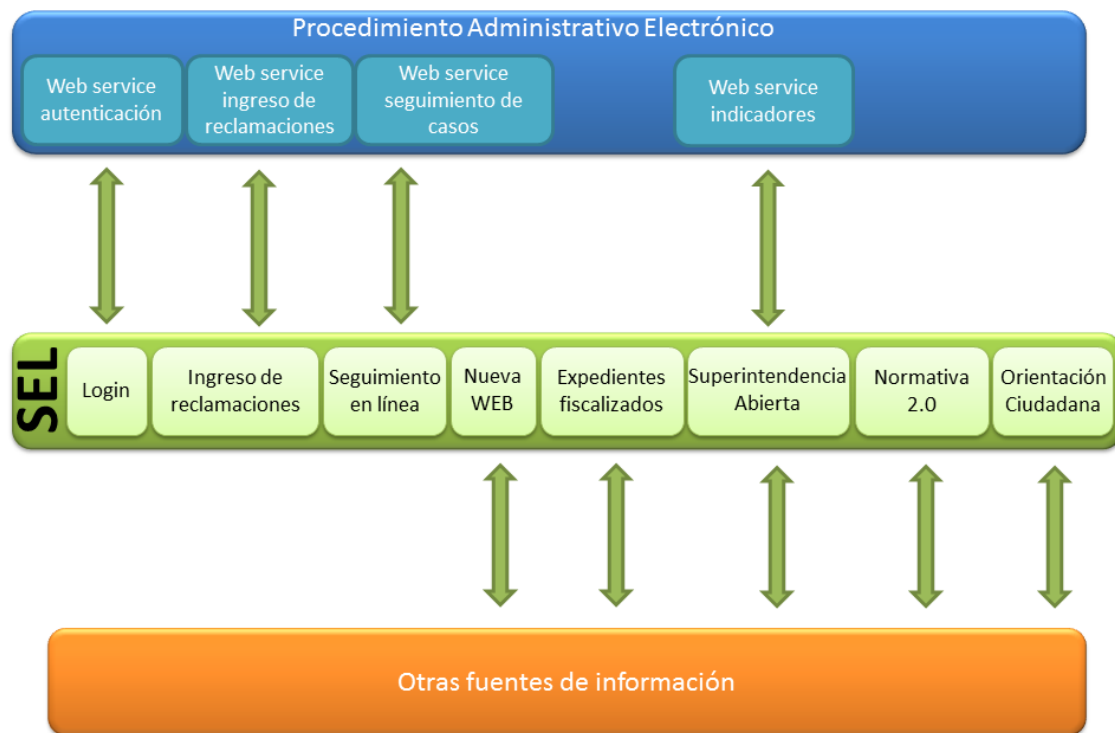 Procedimiento Administrativo Electrónico
Web service
autenticación
Web service
ingreso de
reclamaciones
Web service
seguimiento de
casos
Web service
indicadores
SEL
Login
Ingreso de
reclamaciones
Seguimiento
en línea
Nueva
WEB
Expedientes
fiscalizados
Superintendencia
Abierta
Normativa
2.0
Orientación
Ciudadana
Otras fuentes de información